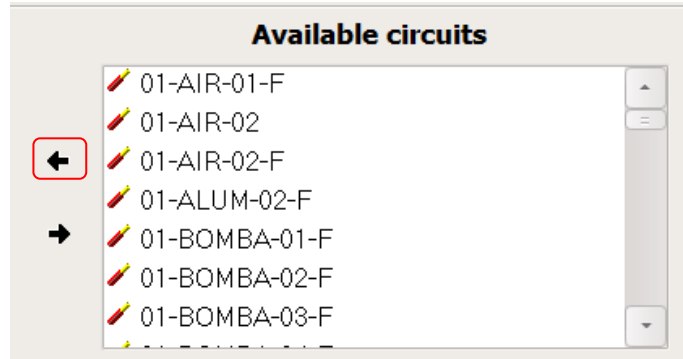 Available circuits
01-AIR-01-F
01-AIR-02
01-AIR-02-F
01-ALUM-02-F
01-BOMBA-01-F
01-BOMBA-02-F
01-BOMBA-03-F